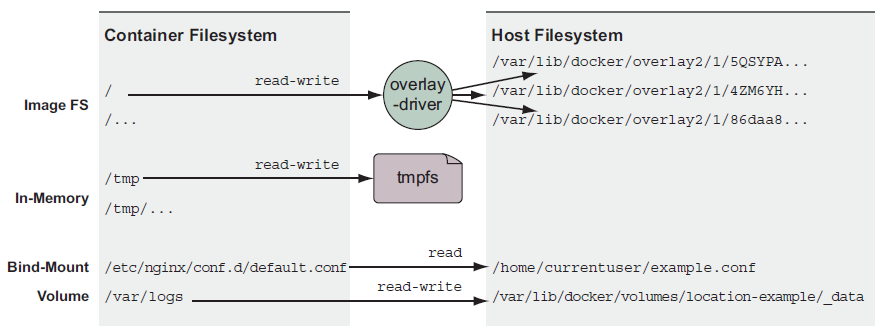 Container Filesystem
Host Filesystem
/var/lib/docker/overlay2/1/5QSYPA...
Image FS
/
read-write
overlay
-driver
/var/lib/docker/overlay2/1/4ZM6YH...
/...
/var/lib/docker/overlay2/1/86daa8...
In-Memory
/tmp
read-write
tmpfs
/tmp/...
Bind-Mount
/etc/nginx/conf.d/default.conf
read
/home/currentuser/example.conf
Volume
/var/logs
read-write
/var/lib/docker/volumes/location-example/_data